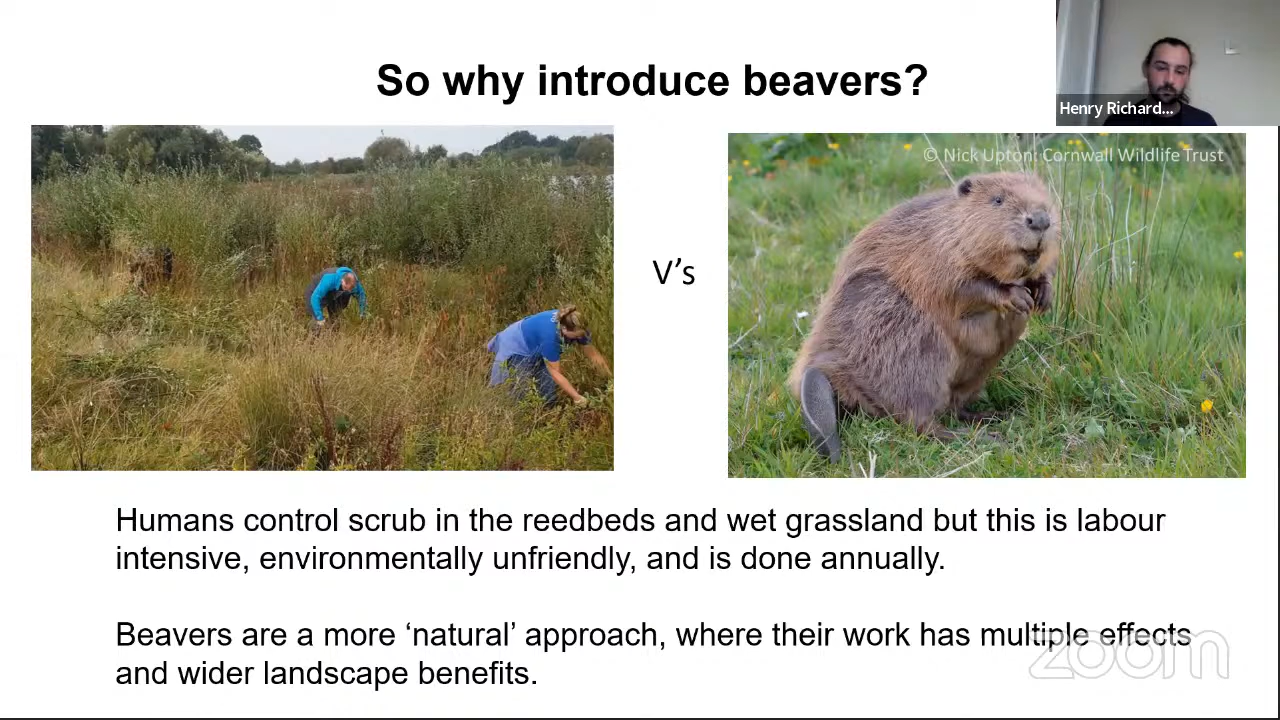 So why introduce beavers?
Henry Richard...
© Nick Upton: Cornwall Wildlife Trust
V's
Humans control scrub in the reedbeds and wet grassland but this is labour
intensive, environmentally unfriendly, and is done annually.
Beavers are a more ‘natural’ approach, where their work has multiple effects
and wider landscape benefits.
zoom